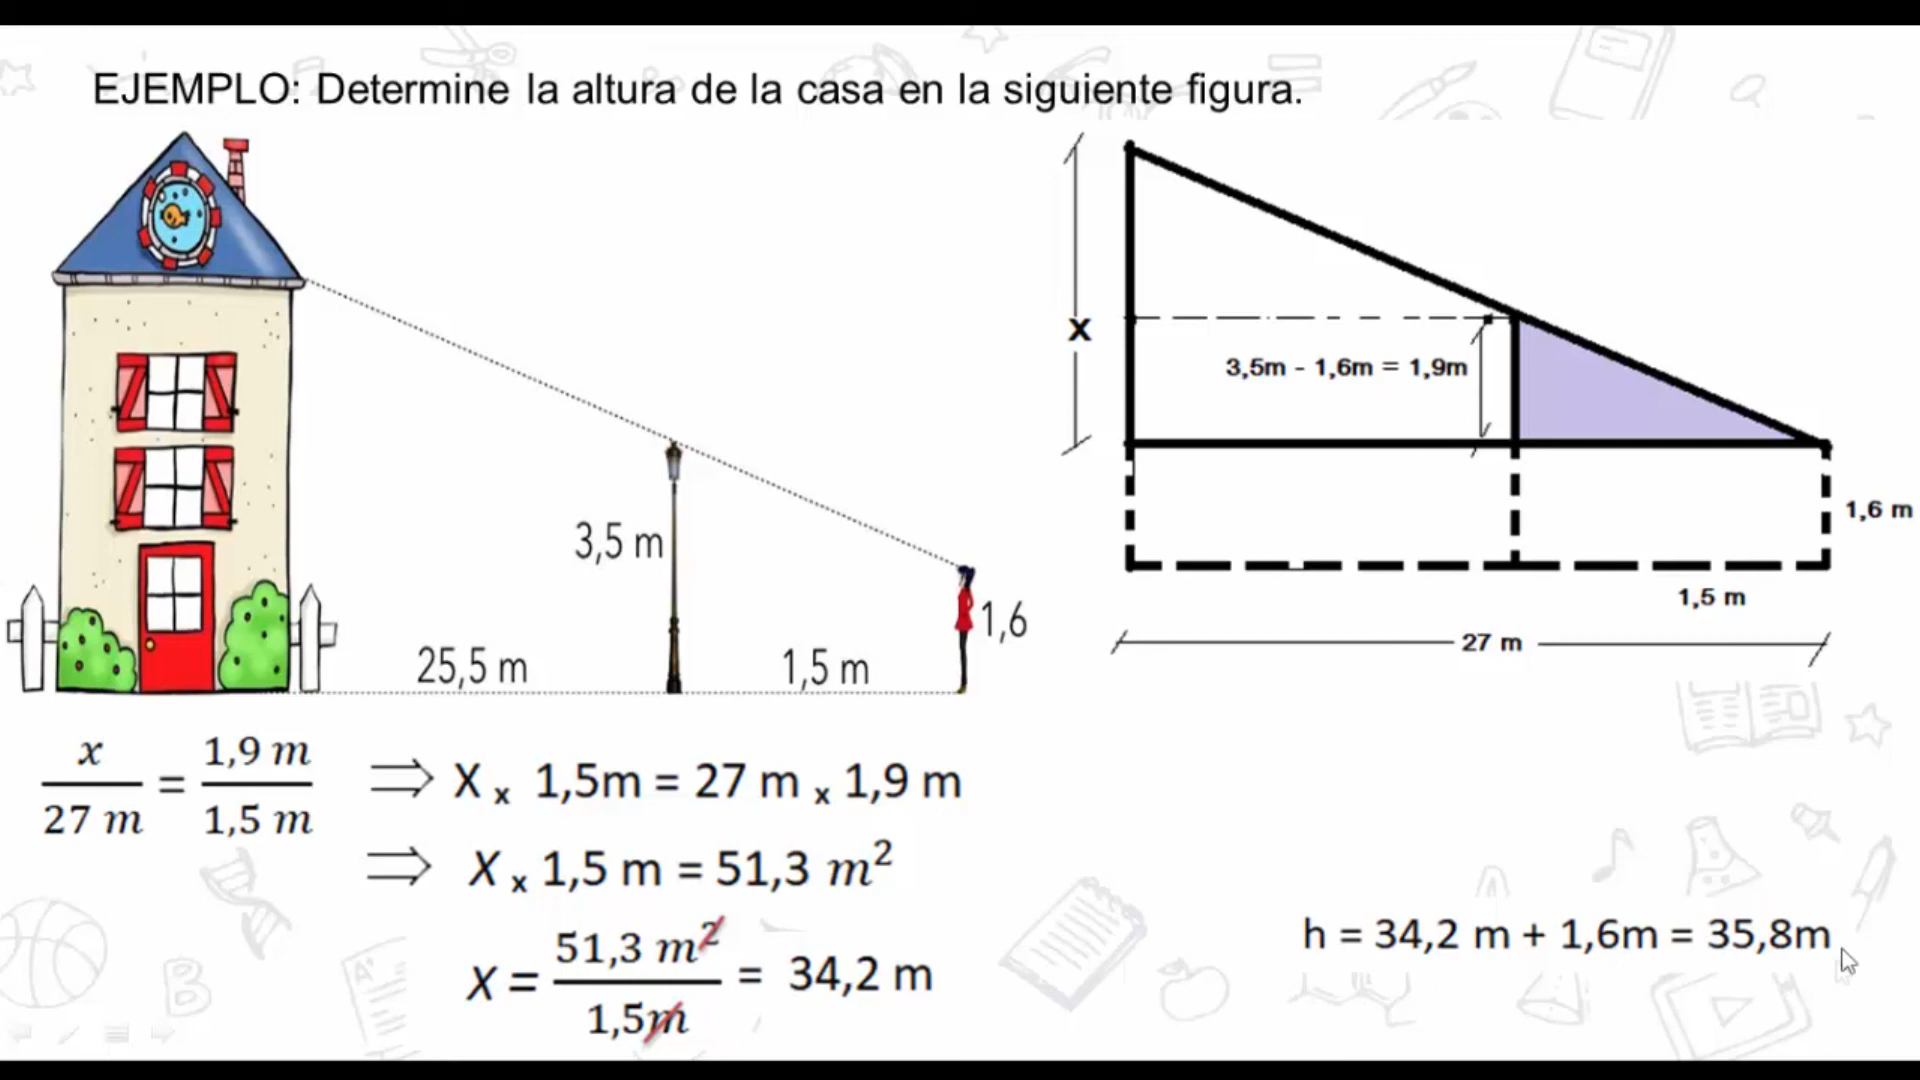 EJEMPLO: Determine la altura de la casa en la siguiente figura.
3,5 m
1,6
25,5 m
1,5 m
x
3,5m - 1,6m = 1,9m
1,6 m
1,5 m
27 m
x / 27 m = 1,9 m / 1,5 m
⇒ X x 1,5m = 27 m x 1,9 m
⇒ X x 1,5 m = 51,3 m²
X = 51,3 m² / 1,5m = 34,2 m
h = 34,2 m + 1,6m = 35,8m